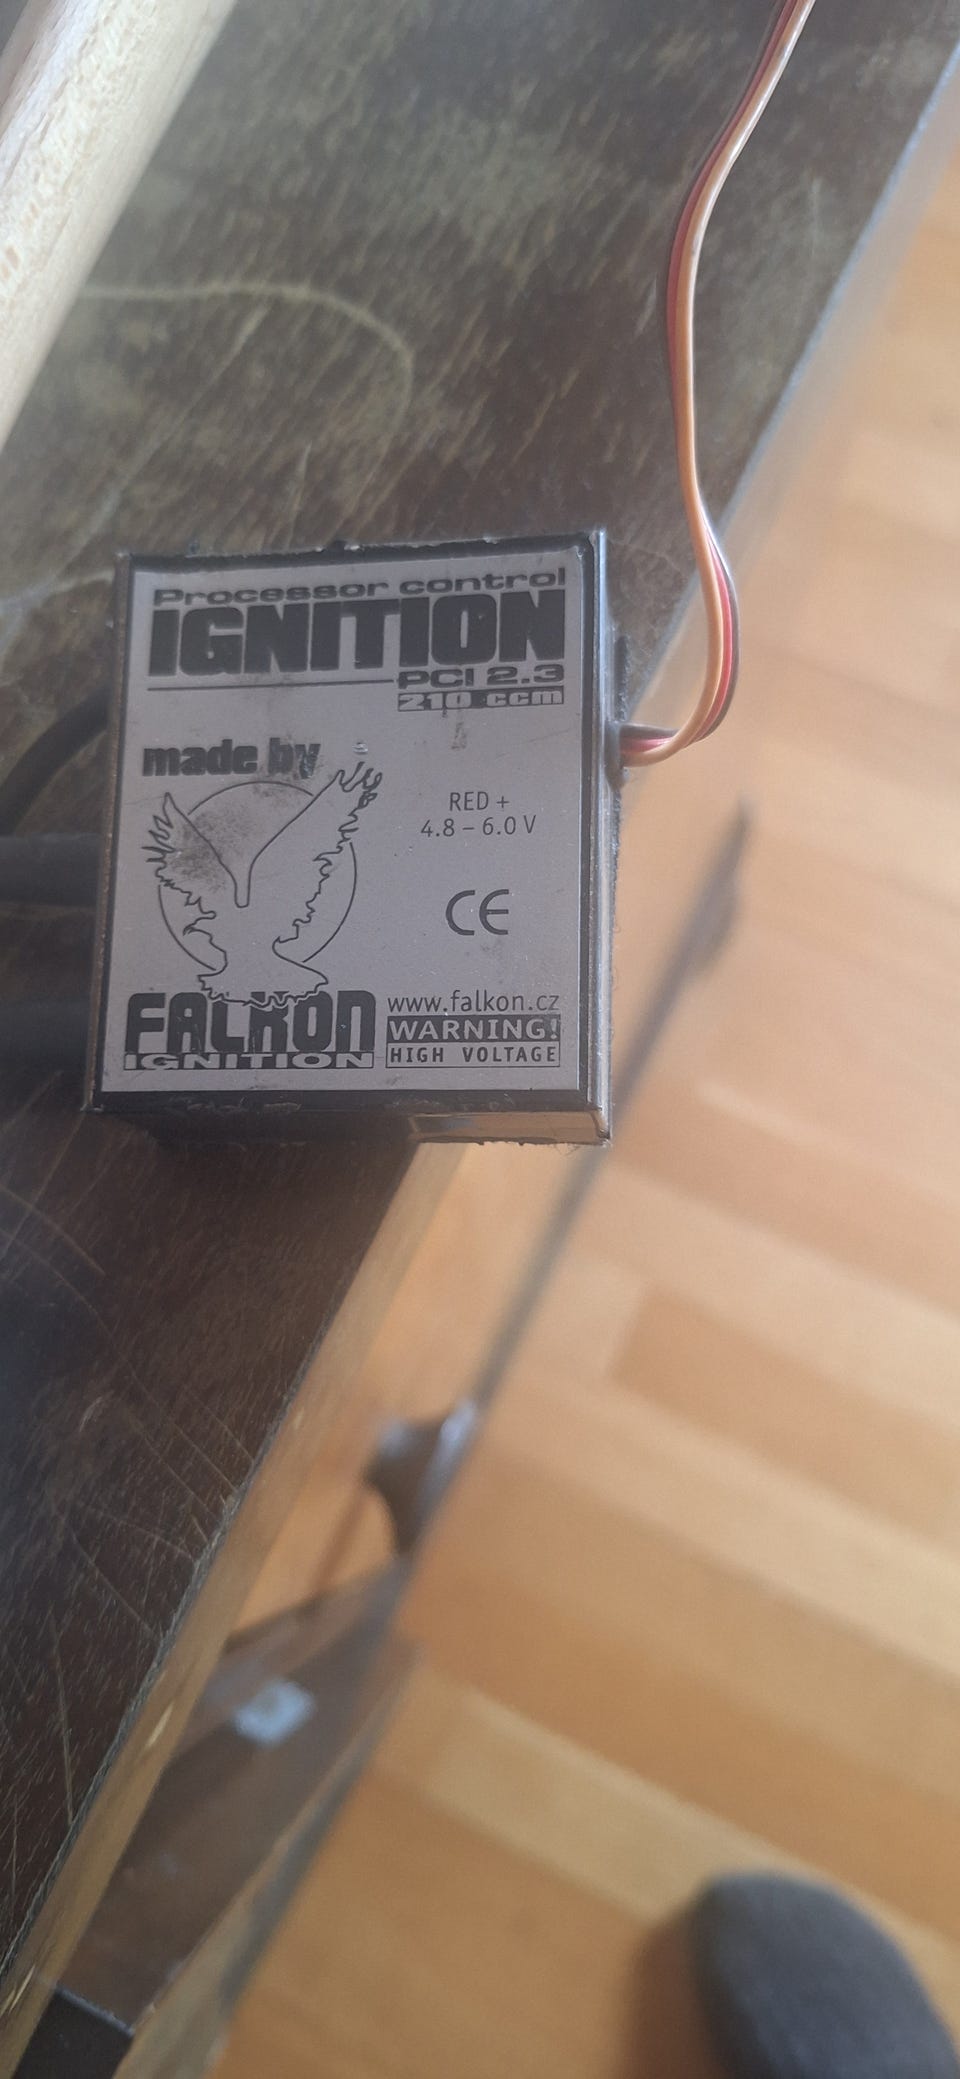 Processor control
IGNITION
PCI 2.3
210 ccm
made by
RED +
4.8 – 6.0 V
CE
FALKON
IGNITION
www.falkon.cz
WARNING!
HIGH VOLTAGE